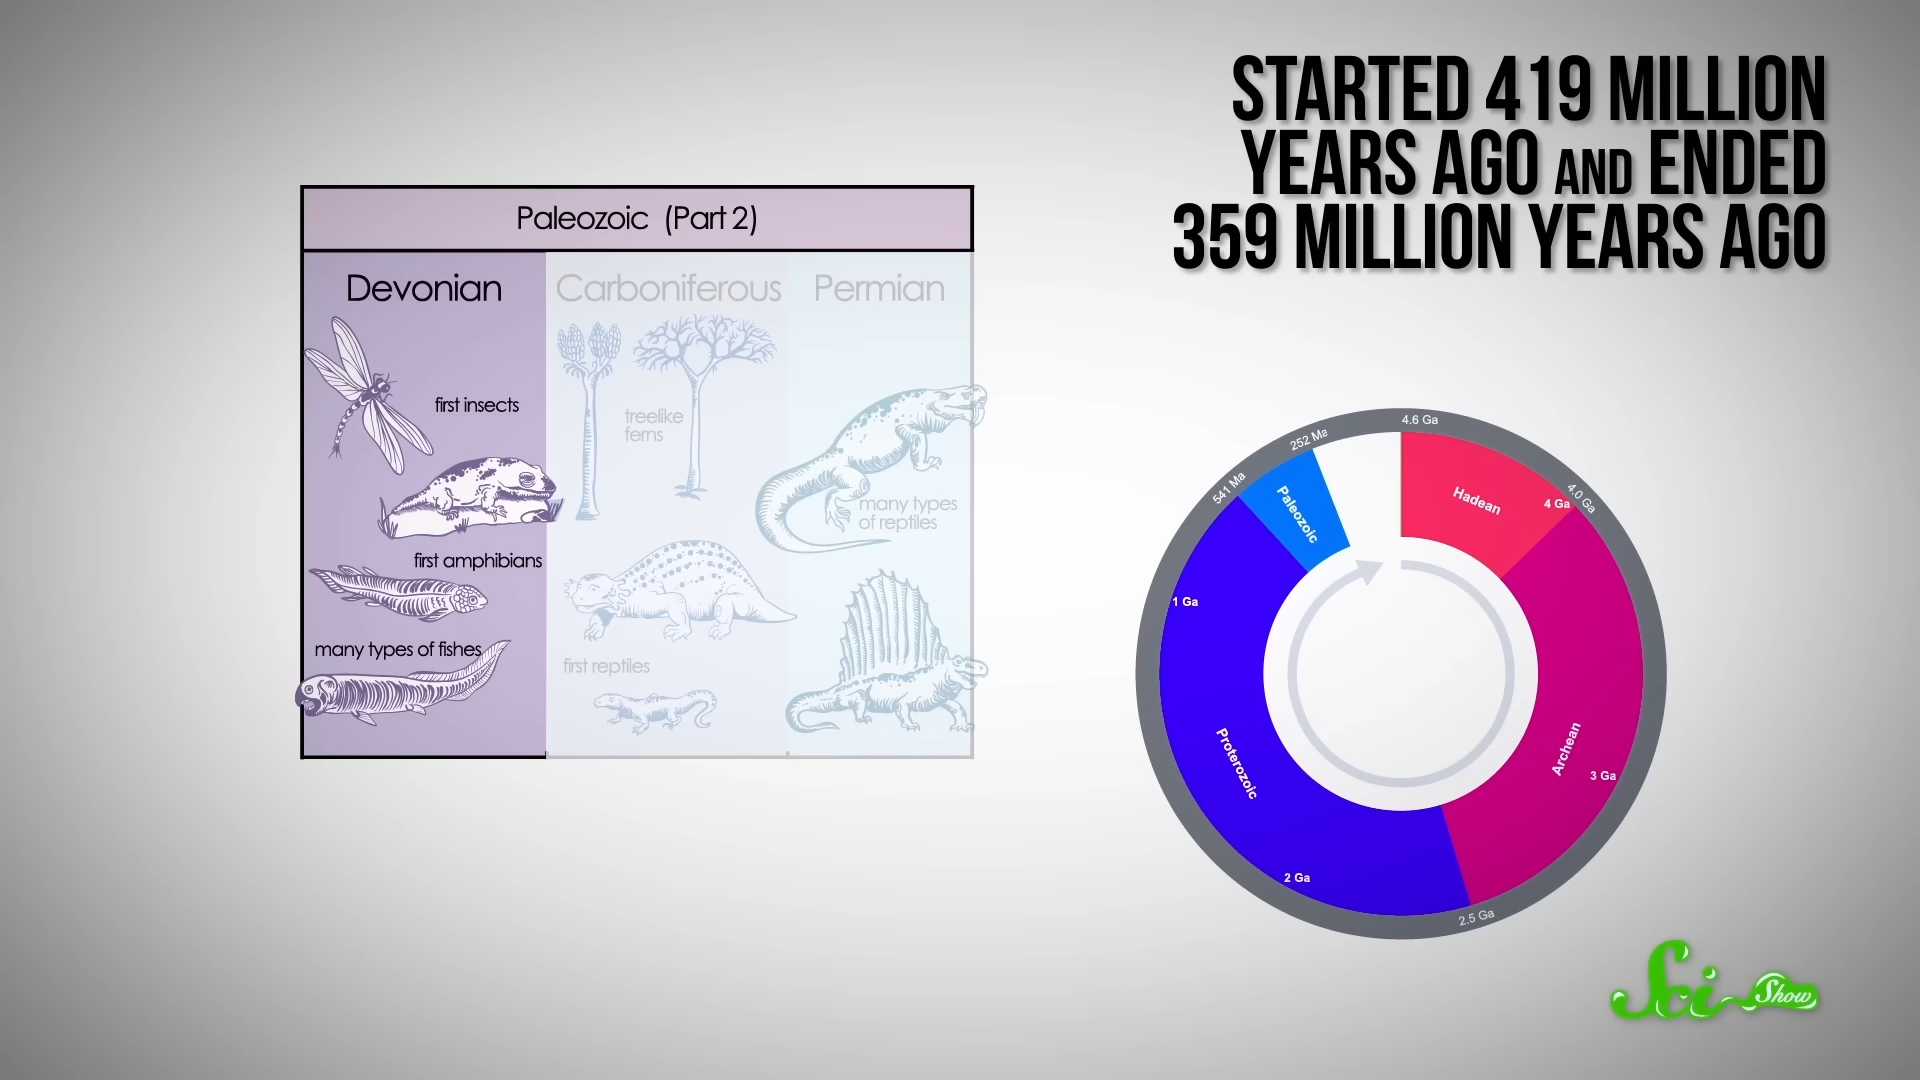 STARTED 419 MILLION
YEARS AGO AND ENDED
359 MILLION YEARS AGO
Paleozoic (Part 2)
Devonian
Carboniferous
Permian
first insects
treelike
ferns
many types
of reptiles
first amphibians
many types of fishes
first reptiles
4.6 Ga
252 Ma
541 Ma
4.0 Ga
Hadean
4 Ga
Paleozoic
1 Ga
Archean
3 Ga
Proterozoic
2 Ga
2.5 Ga
Sci Show